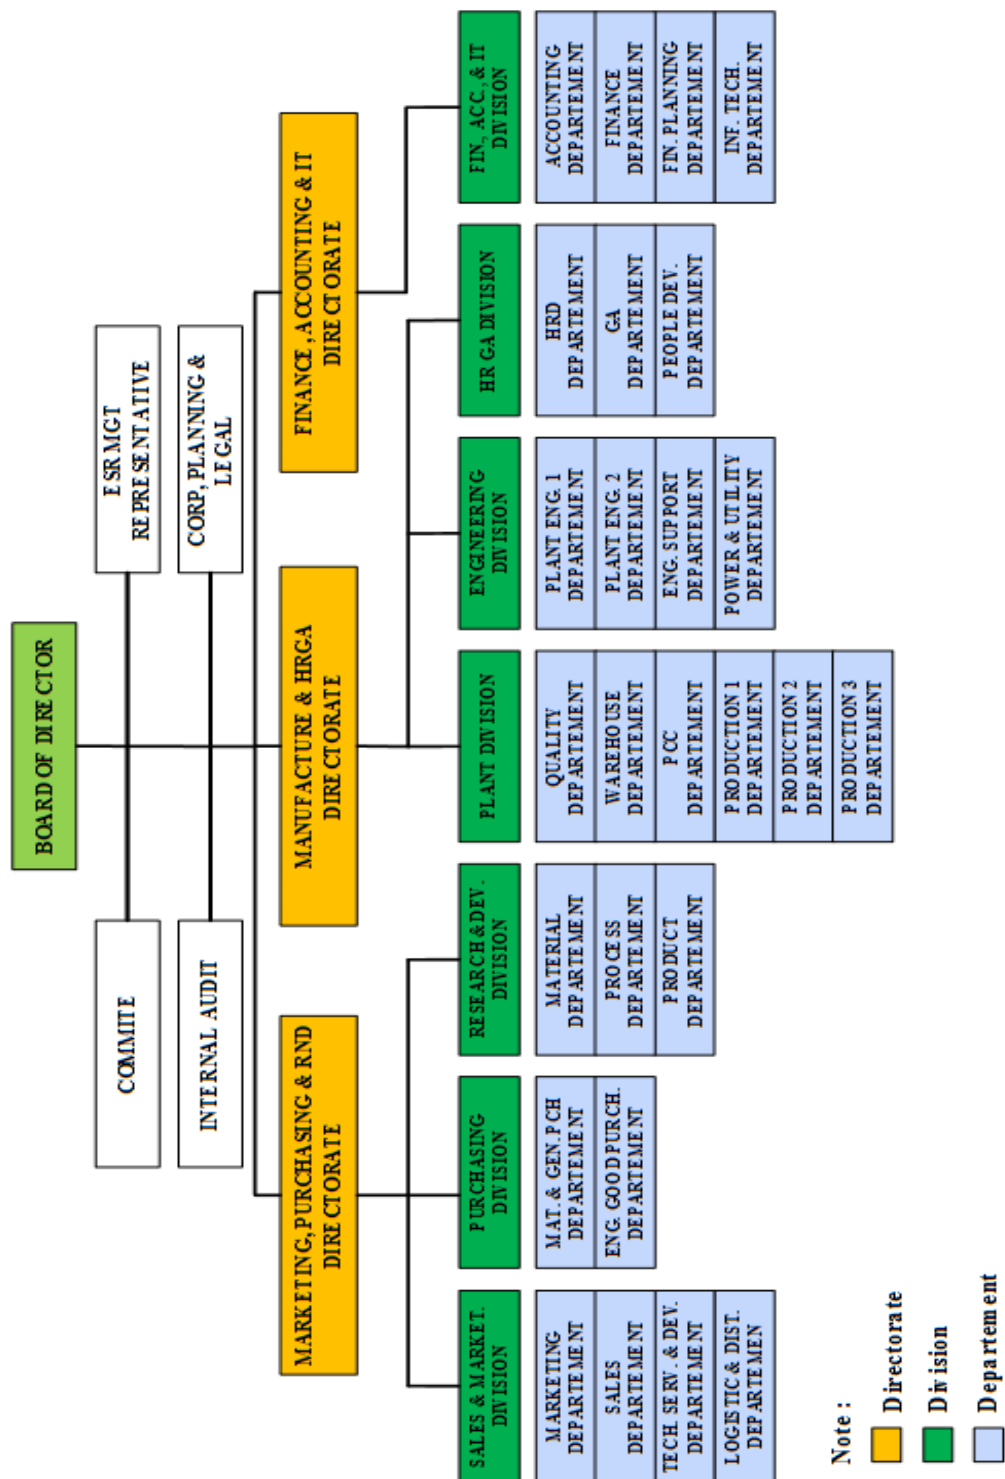 BOARD OF DIRECTOR
COMMITE
ESR MGT
REPRESENTATIVE
INTERNAL AUDIT
CORP, PLANNING &
LEGAL
MARKETING, PURCHASING & RND
DIRECTORATE
MANUFACTURE & HRGA
DIRECTORATE
FINANCE, ACCOUNTING & IT
DIRECTORATE
SALES & MARKET.
DIVISION
PURCHASING
DIVISION
RESEARCH & DEV.
DIVISION
PLANT DIVISION
ENGINEERING
DIVISION
HR GA DIVISION
FIN., ACC., & IT
DIVISION
MARKETING
DEPARTEMENT
SALES
DEPARTEMENT
TECH. SERV. & DEV.
DEPARTEMENT
LOGISTIC & DIST.
DEPARTEMEN
MAT. & GEN. PCH
DEPARTEMENT
ENG. GOOD PURCH.
DEPARTEMENT
MATERIAL
DEPARTEMENT
PROCESS
DEPARTEMENT
PRODUCT
DEPARTEMENT
QUALITY
DEPARTEMENT
WAREHOUSE
DEPARTEMENT
PCC
DEPARTEMENT
PRODUCTION 1
DEPARTEMENT
PRODUCTION 2
DEPARTEMENT
PRODUCTION 3
DEPARTEMENT
PLANT ENG. 1
DEPARTEMENT
PLANT ENG. 2
DEPARTEMENT
ENG. SUPPORT
DEPARTEMENT
POWER & UTILITY
DEPARTEMENT
HRD
DEPARTEMENT
GA
DEPARTEMENT
PEOPLE DEV.
DEPARTEMENT
ACCOUNTING
DEPARTEMENT
FINANCE
DEPARTEMENT
FIN. PLANNING
DEPARTEMENT
INF. TECH.
DEPARTEMENT
Note :
Directorate
Division
Departement